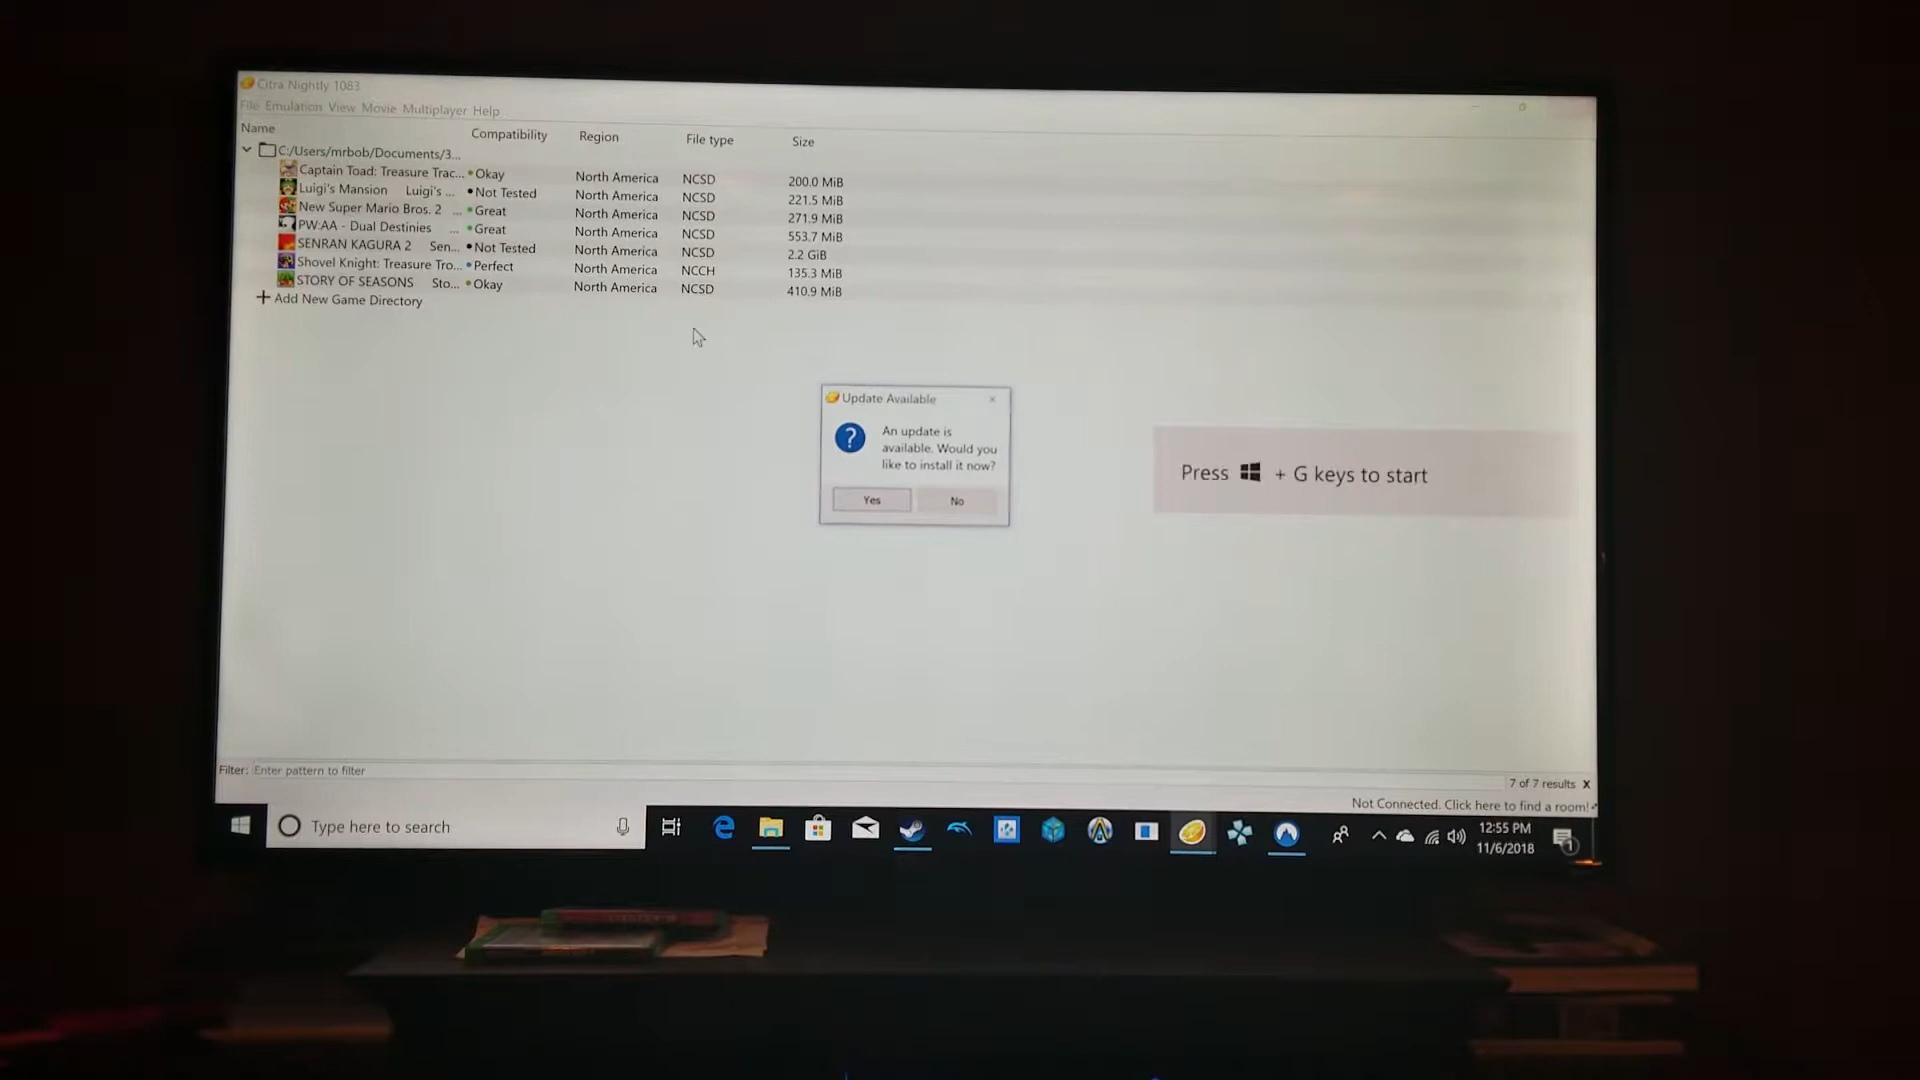 Citra Nightly 1083
File Emulation View Movie Multiplayer Help
Name Compatibility Region File type Size
C:/Users/mrbob/Documents/3...
Captain Toad: Treasure Trac... Okay North America NCSD 200.0 MiB
Luigi's Mansion Luigi's ... Not Tested North America NCSD 221.5 MiB
New Super Mario Bros. 2 ... Great North America NCSD 271.9 MiB
PW:AA - Dual Destinies ... Great North America NCSD 553.7 MiB
SENRAN KAGURA 2 Sen... Not Tested North America NCSD 2.2 GiB
Shovel Knight: Treasure Tro... Perfect North America NCCH 135.3 MiB
STORY OF SEASONS Sto... Okay North America NCSD 410.9 MiB
Add New Game Directory
Update Available
An update is
available. Would you
like to install it now?
Yes No
Press + G keys to start
Filter: Enter pattern to filter
7 of 7 results X
Not Connected. Click here to find a room!
Type here to search
12:55 PM
11/6/2018
1